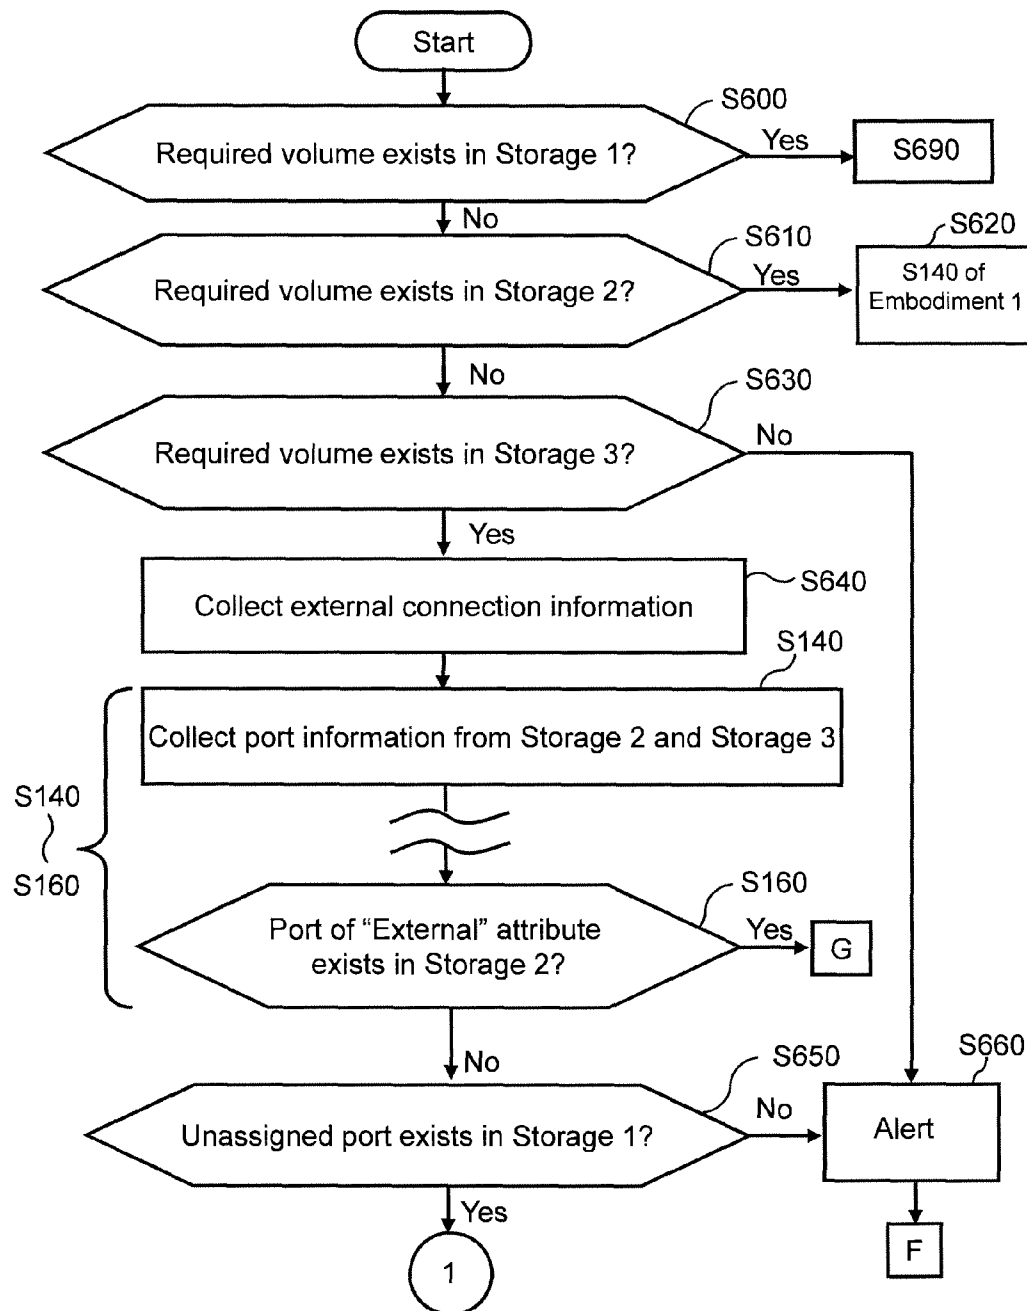 Start
S600
Required volume exists in Storage 1?
Yes
S690
No
S610
S620
Required volume exists in Storage 2?
Yes
S140 of
Embodiment 1
No
S630
Required volume exists in Storage 3?
No
Yes
S640
Collect external connection information
S140
Collect port information from Storage 2 and Storage 3
S140
S160
S160
Port of “External” attribute
exists in Storage 2?
Yes
G
No
S650
S660
Unassigned port exists in Storage 1?
No
Alert
Yes
F
1